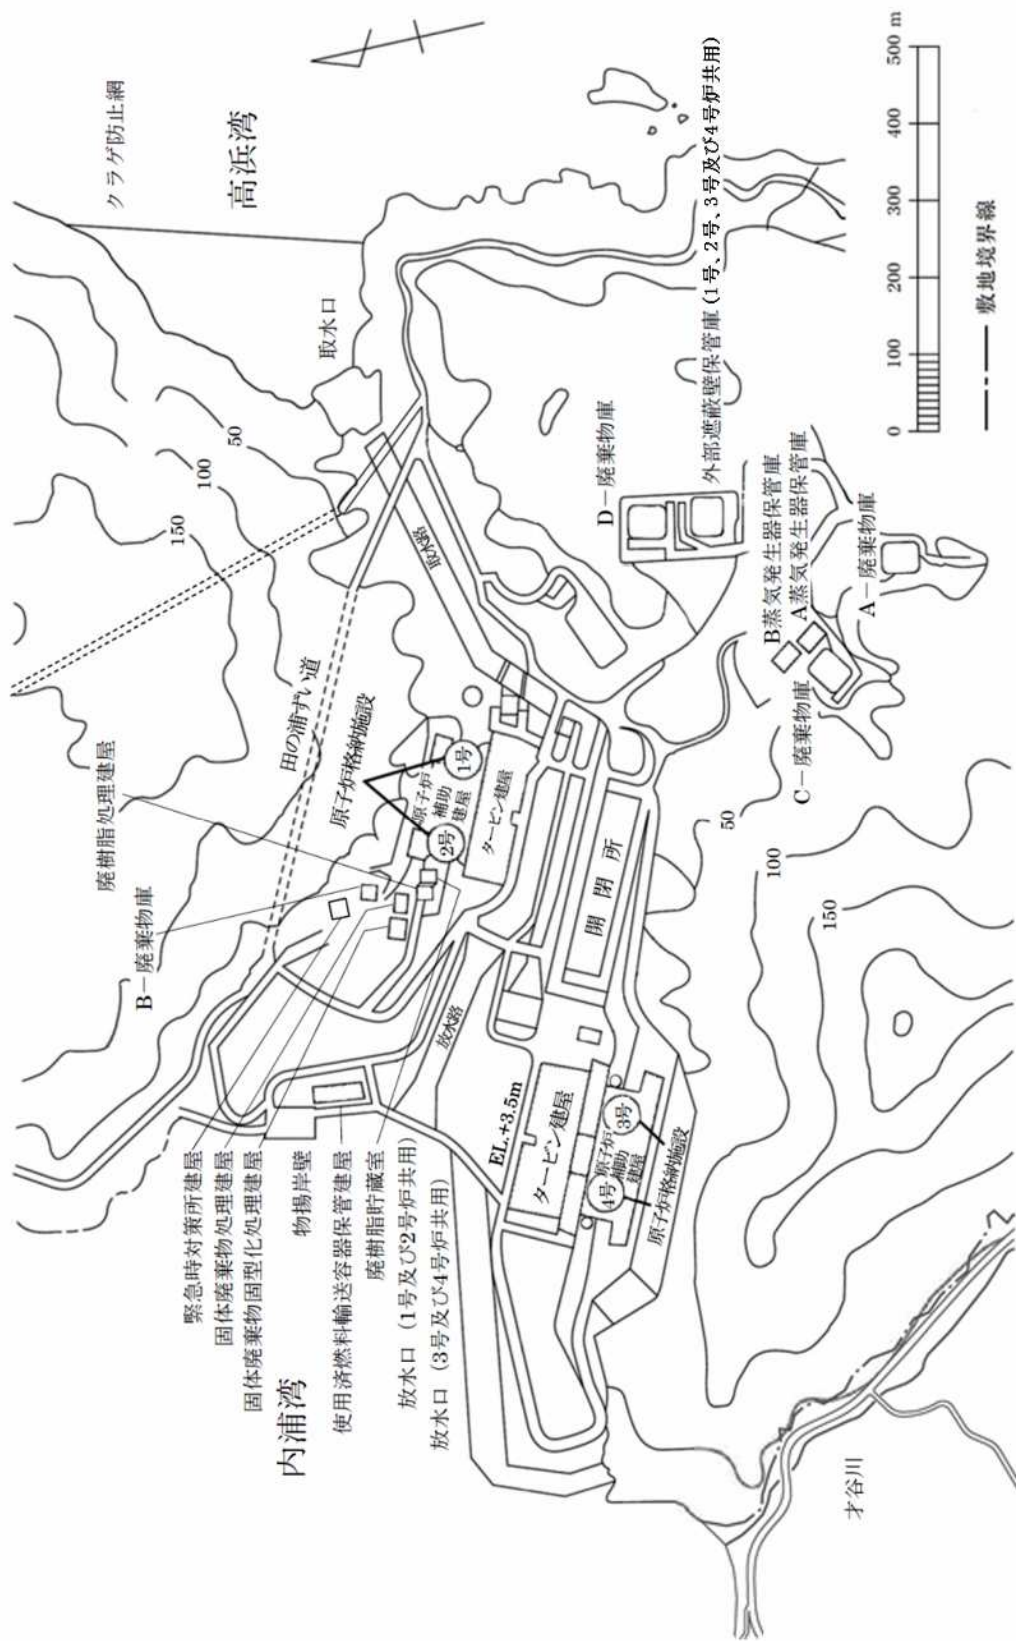 クラゲ防止網
高浜湾
取水口
50
100
150
取水路
田の浦ずい道
原子炉格納施設
廃樹脂処理建屋
B－廃棄物庫
原子炉
補助
建屋
1号
2号
タービン建屋
開閉所
放水路
EL.+3.5m
タービン建屋
原子炉
補助
建屋
3号
4号
原子炉格納施設
緊急時対策所建屋
固体廃棄物処理建屋
固体廃棄物固型化処理建屋
物揚岸壁
使用済燃料輸送容器保管建屋
廃樹脂貯蔵室
放水口（1号及び2号炉共用）
放水口（3号及び4号炉共用）
内浦湾
D－廃棄物庫
外部遮蔽壁保管庫(1号、2号、3号及び4号炉共用)
B蒸気発生器保管庫
A蒸気発生器保管庫
A－廃棄物庫
C－廃棄物庫
50
100
150
才谷川
0 100 200 300 400 500 m
敷地境界線